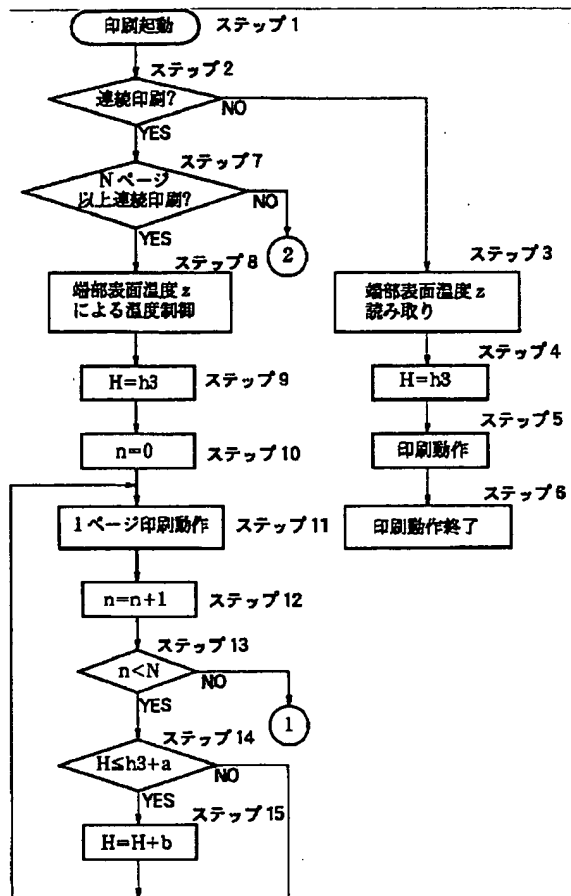 印刷起動
ステップ1
ステップ2
連続印刷?
NO
YES
ステップ7
Nページ
以上連続印刷?
NO
YES
2
ステップ8
端部表面温度z
による温度制御
ステップ3
端部表面温度z
読み取り
H=h3
ステップ9
ステップ4
H=h3
n=0
ステップ10
ステップ5
印刷動作
1ページ印刷動作
ステップ11
ステップ6
印刷動作終了
n=n+1
ステップ12
ステップ13
n<N
NO
YES
1
ステップ14
H≦h3+a
NO
YES
ステップ15
H=H+b